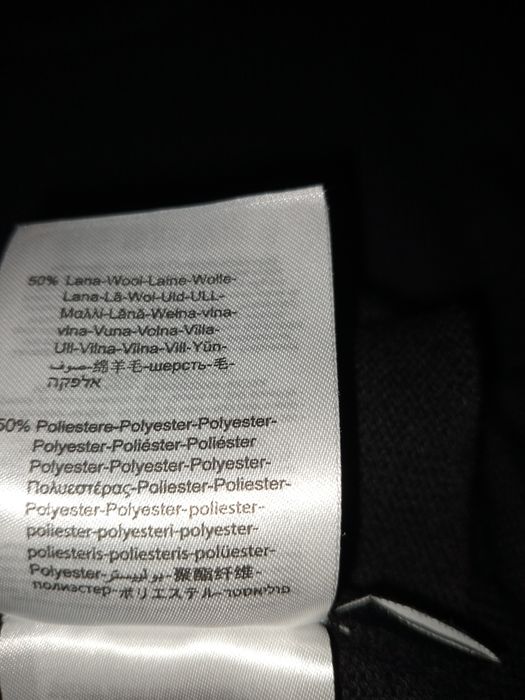 50% Lana-Wool-Laine-Wolle-
Lana-Lã-Wol-Uld-ULL-
Μαλλί-Lână-Wełna-vlna-
vlna-Vuna-Volna-Villa-
Ull-Vilna-Vilna-Vill-Yün-
صوف-绵羊毛-шерсть-毛-
אלפקה
50% Poliestere-Polyester-Polyester-
Polyester-Poliéster-Poliéster
Polyester-Polyester-Polyester-
Πολυεστέρας-Poliester-Poliester-
Polyester-Polyester-poliester-
poliester-polyesteri-polyester-
poliesteris-poliesteris-polüester-
Polyester-بوليستر-聚酯纤维-
полиэстер-ポリエステル-פוליאסטר